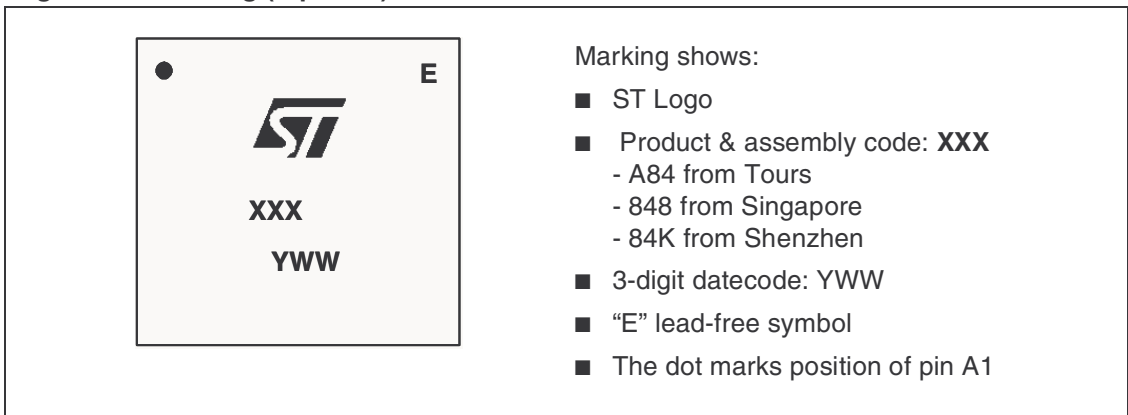 E
ST
XXX
YWW
Marking shows:
■ ST Logo
■ Product & assembly code: XXX
- A84 from Tours
- 848 from Singapore
- 84K from Shenzhen
■ 3-digit datecode: YWW
■ “E” lead-free symbol
■ The dot marks position of pin A1